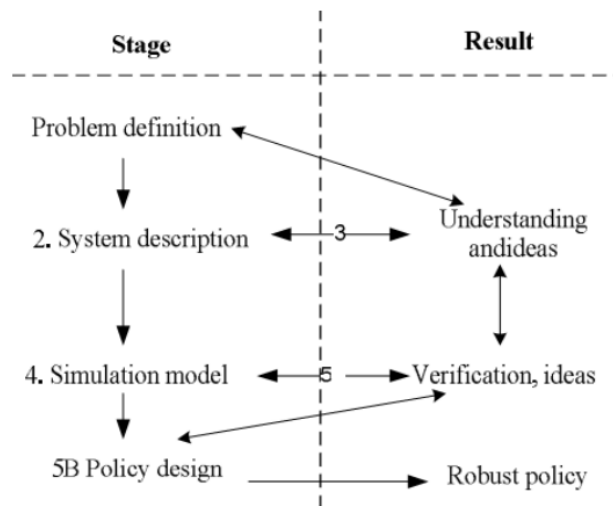 Stage
Result
Problem definition
2. System description
3
Understanding
andideas
4. Simulation model
5
Verification, ideas
5B Policy design
Robust policy